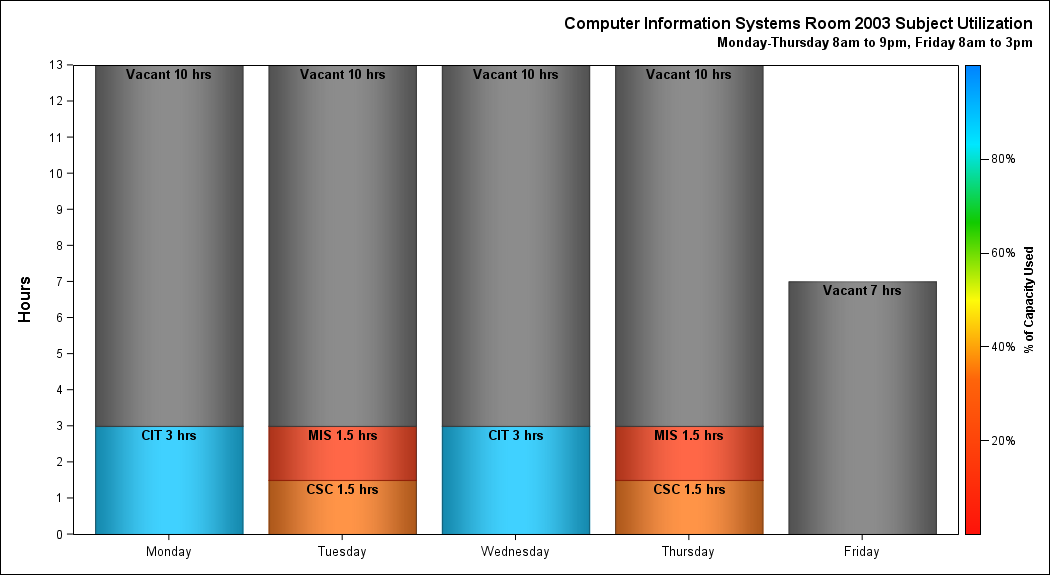 Computer Information Systems Room 2003 Subject Utilization
Monday-Thursday 8am to 9pm, Friday 8am to 3pm
Hours
13
12
11
10
9
8
7
6
5
4
3
2
1
0
Vacant 10 hrs
CIT 3 hrs
Vacant 10 hrs
MIS 1.5 hrs
CSC 1.5 hrs
Vacant 10 hrs
CIT 3 hrs
Vacant 10 hrs
MIS 1.5 hrs
CSC 1.5 hrs
Vacant 7 hrs
Monday
Tuesday
Wednesday
Thursday
Friday
80%
60%
40%
20%
% of Capacity Used